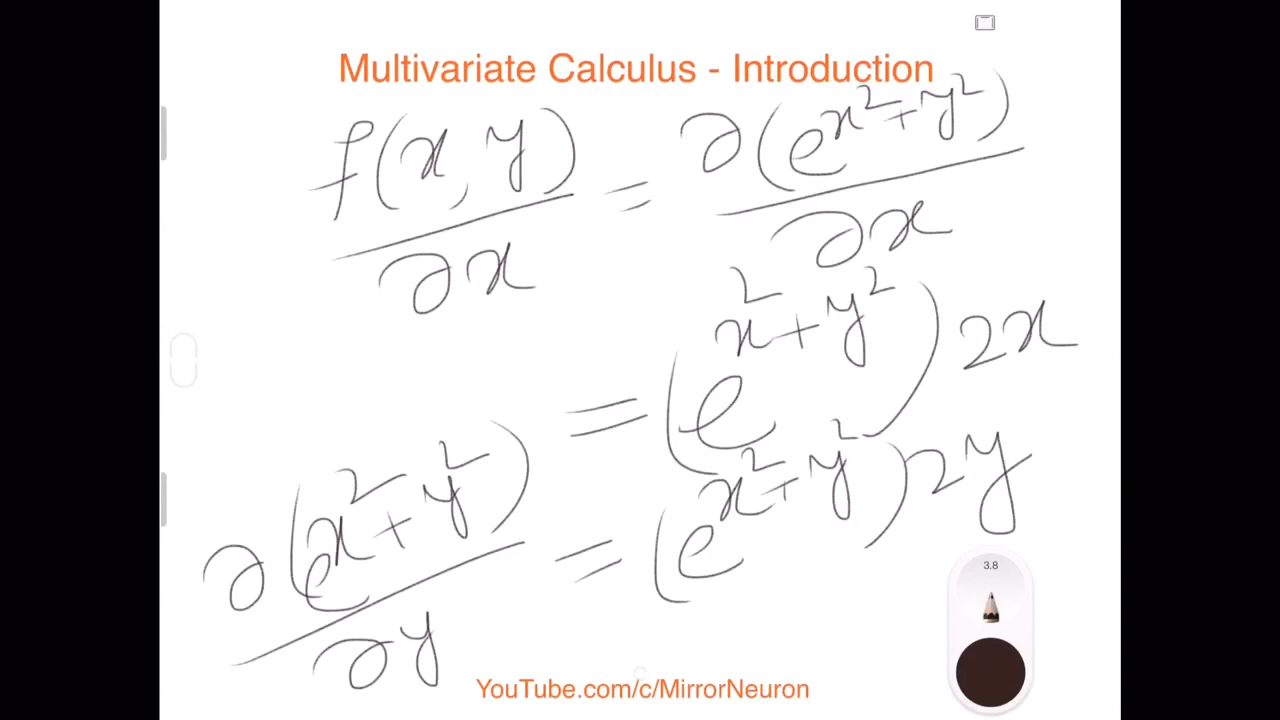 Multivariate Calculus - Introduction
f(x, y) / ∂x = ∂(e^(x²+y²)) / ∂x
= (e^(x²+y²)) 2x
∂(e^(x²+y²)) / ∂y = (e^(x²+y²)) 2y
3.8
YouTube.com/c/MirrorNeuron